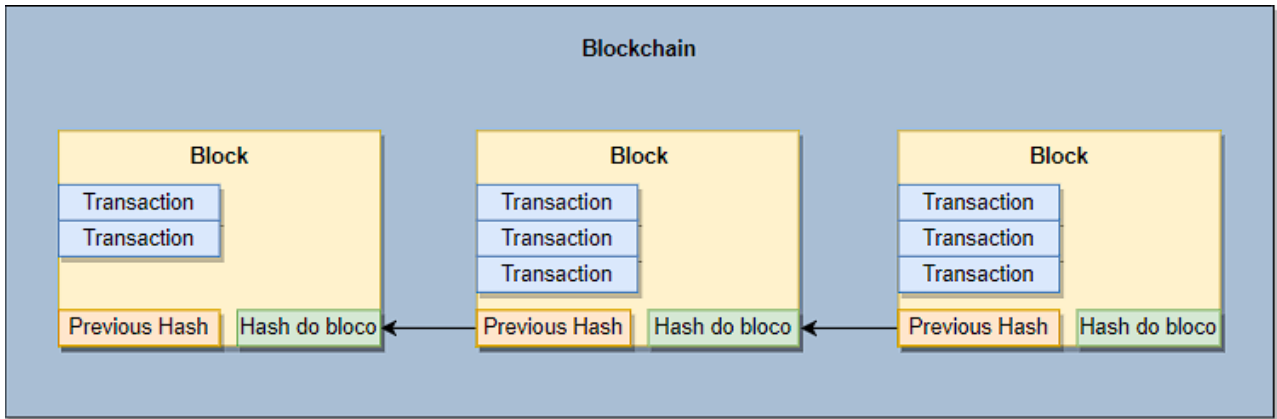 Blockchain
Block
Transaction
Transaction
Previous Hash
Hash do bloco
Block
Transaction
Transaction
Transaction
Previous Hash
Hash do bloco
Block
Transaction
Transaction
Transaction
Previous Hash
Hash do bloco